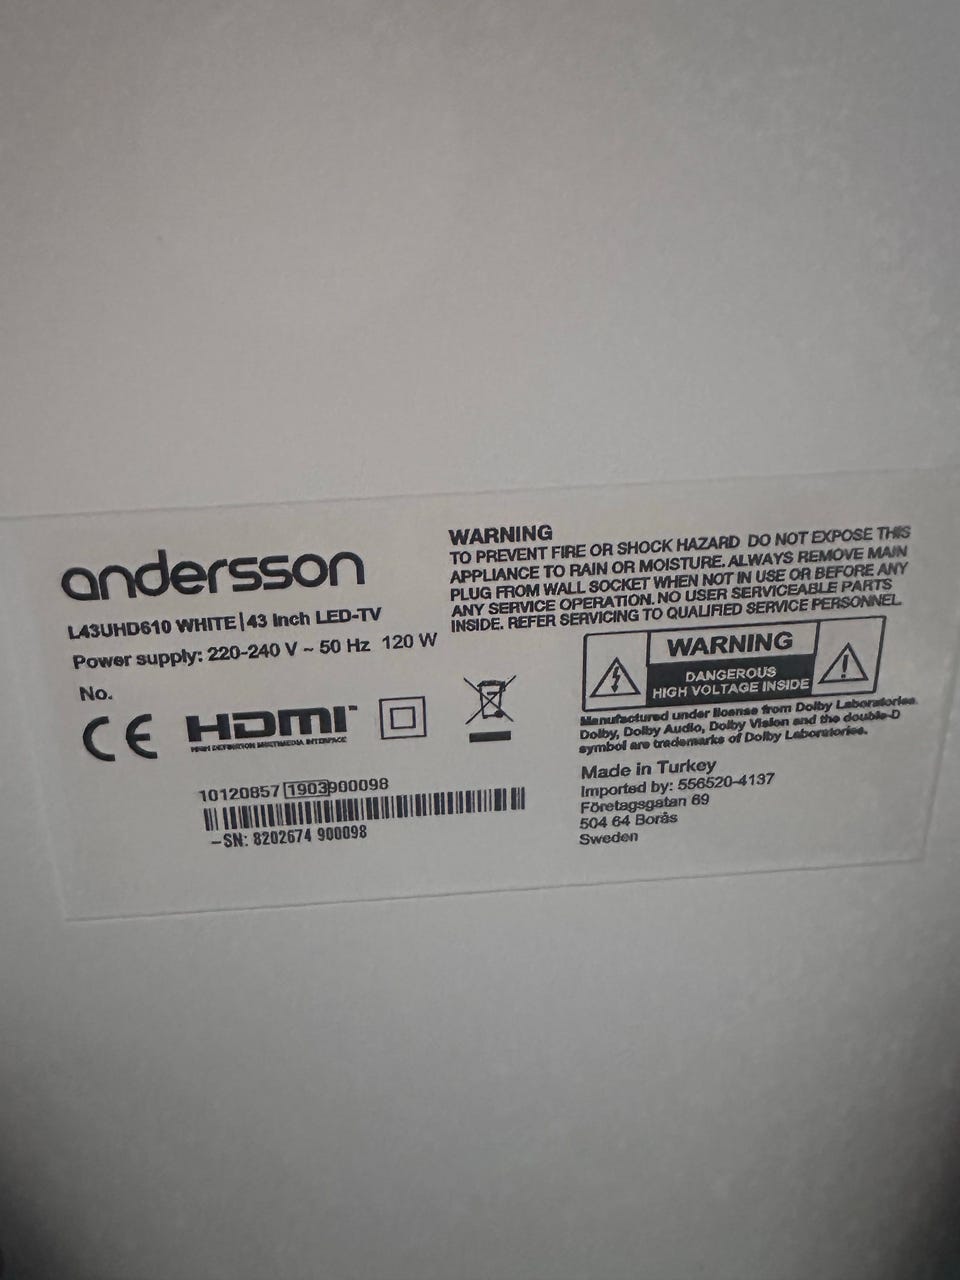 andersson
L43UHD610 WHITE | 43 Inch LED-TV
Power supply: 220-240 V ~ 50 Hz 120 W
No.
CE HDMI™
HIGH DEFINITION MULTIMEDIA INTERFACE
10120857 1903900098
-SN: 8202674 900098
WARNING
TO PREVENT FIRE OR SHOCK HAZARD DO NOT EXPOSE THIS
APPLIANCE TO RAIN OR MOISTURE. ALWAYS REMOVE MAIN
PLUG FROM WALL SOCKET WHEN NOT IN USE OR BEFORE ANY
ANY SERVICE OPERATION. NO USER SERVICEABLE PARTS
INSIDE. REFER SERVICING TO QUALIFIED SERVICE PERSONNEL.
WARNING
DANGEROUS
HIGH VOLTAGE INSIDE
Manufactured under license from Dolby Laboratories.
Dolby, Dolby Audio, Dolby Vision and the double-D
symbol are trademarks of Dolby Laboratories.
Made in Turkey
Imported by: 556520-4137
Företagsgatan 69
504 64 Borås
Sweden